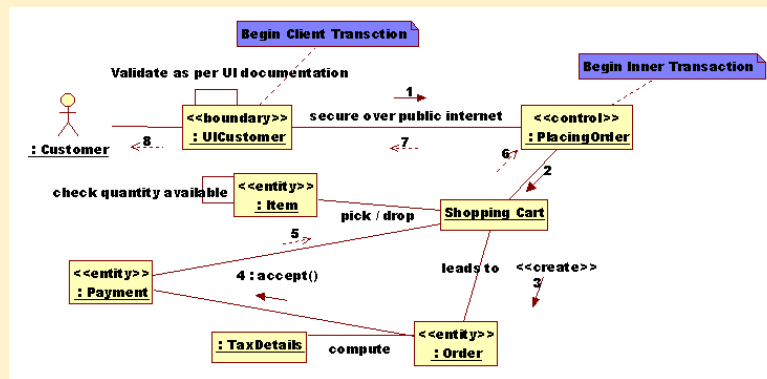 Begin Client Transction
Begin Inner Transaction
Validate as per UI documentation
1
<<boundary>>
: UICustomer
secure over public internet
<<control>>
: PlacingOrder
: Customer
8
7
6
2
check quantity available
<<entity>>
: Item
pick / drop
Shopping Cart
5
<<entity>>
: Payment
4 : accept()
leads to
<<create>>
3
: TaxDetails
compute
<<entity>>
: Order